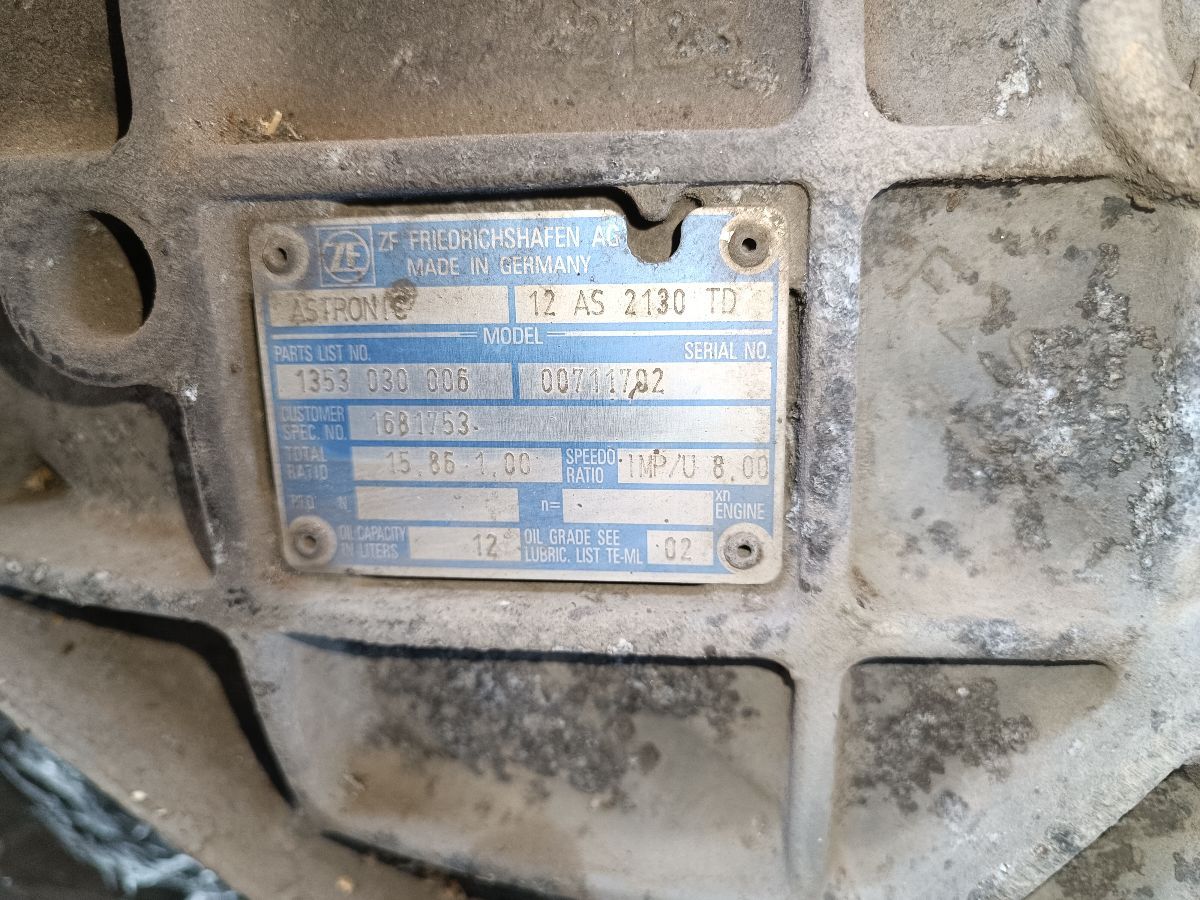 ZF ZF FRIEDRICHSHAFEN AG
MADE IN GERMANY
ASTRONIC 12 AS 2130 TD
MODEL
PARTS LIST NO. SERIAL NO.
1353 030 006 00711702
CUSTOMER SPEC. NO. 1681753
TOTAL RATIO 15.86-1.00 SPEEDO RATIO IMP/U 8.00
N n= xn ENGINE
OIL CAPACITY IN LITERS 12 OIL GRADE SEE LUBRIC. LIST TE-ML 02